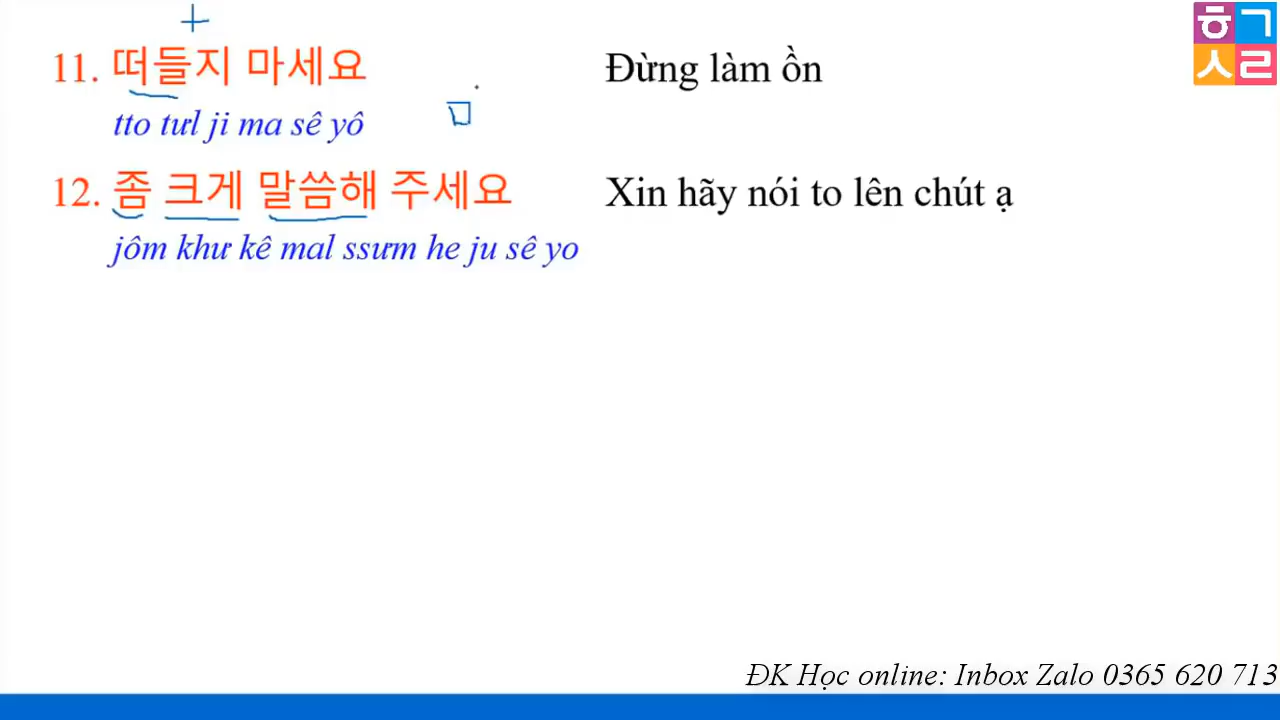 11. 떠들지 마세요 Đừng làm ồn
tto tưl ji ma sê yô
ㅁ
12. 좀 크게 말씀해 주세요 Xin hãy nói to lên chút ạ
jôm khư kê mal ssưm he ju sê yo
ㅎㄱ
ㅅㄹ
ĐK Học online: Inbox Zalo 0365 620 713